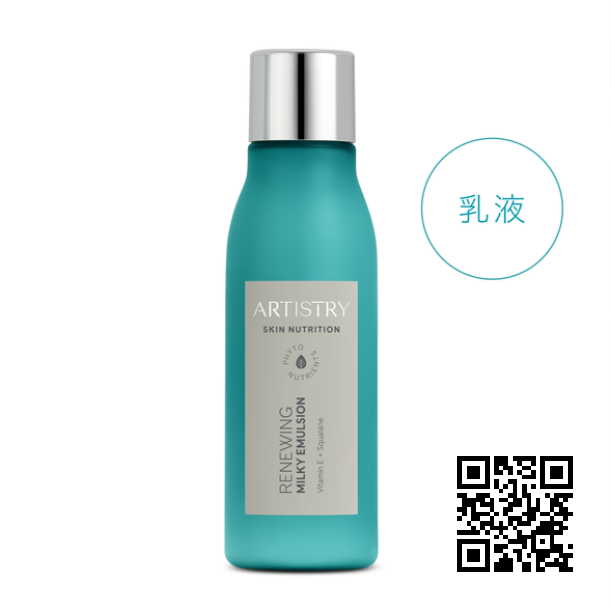 ARTISTRY
SKIN NUTRITION
PHYTO
NUTRIENTS
RENEWING
MILKY EMULSION
Vitamin E + Squalane
乳液